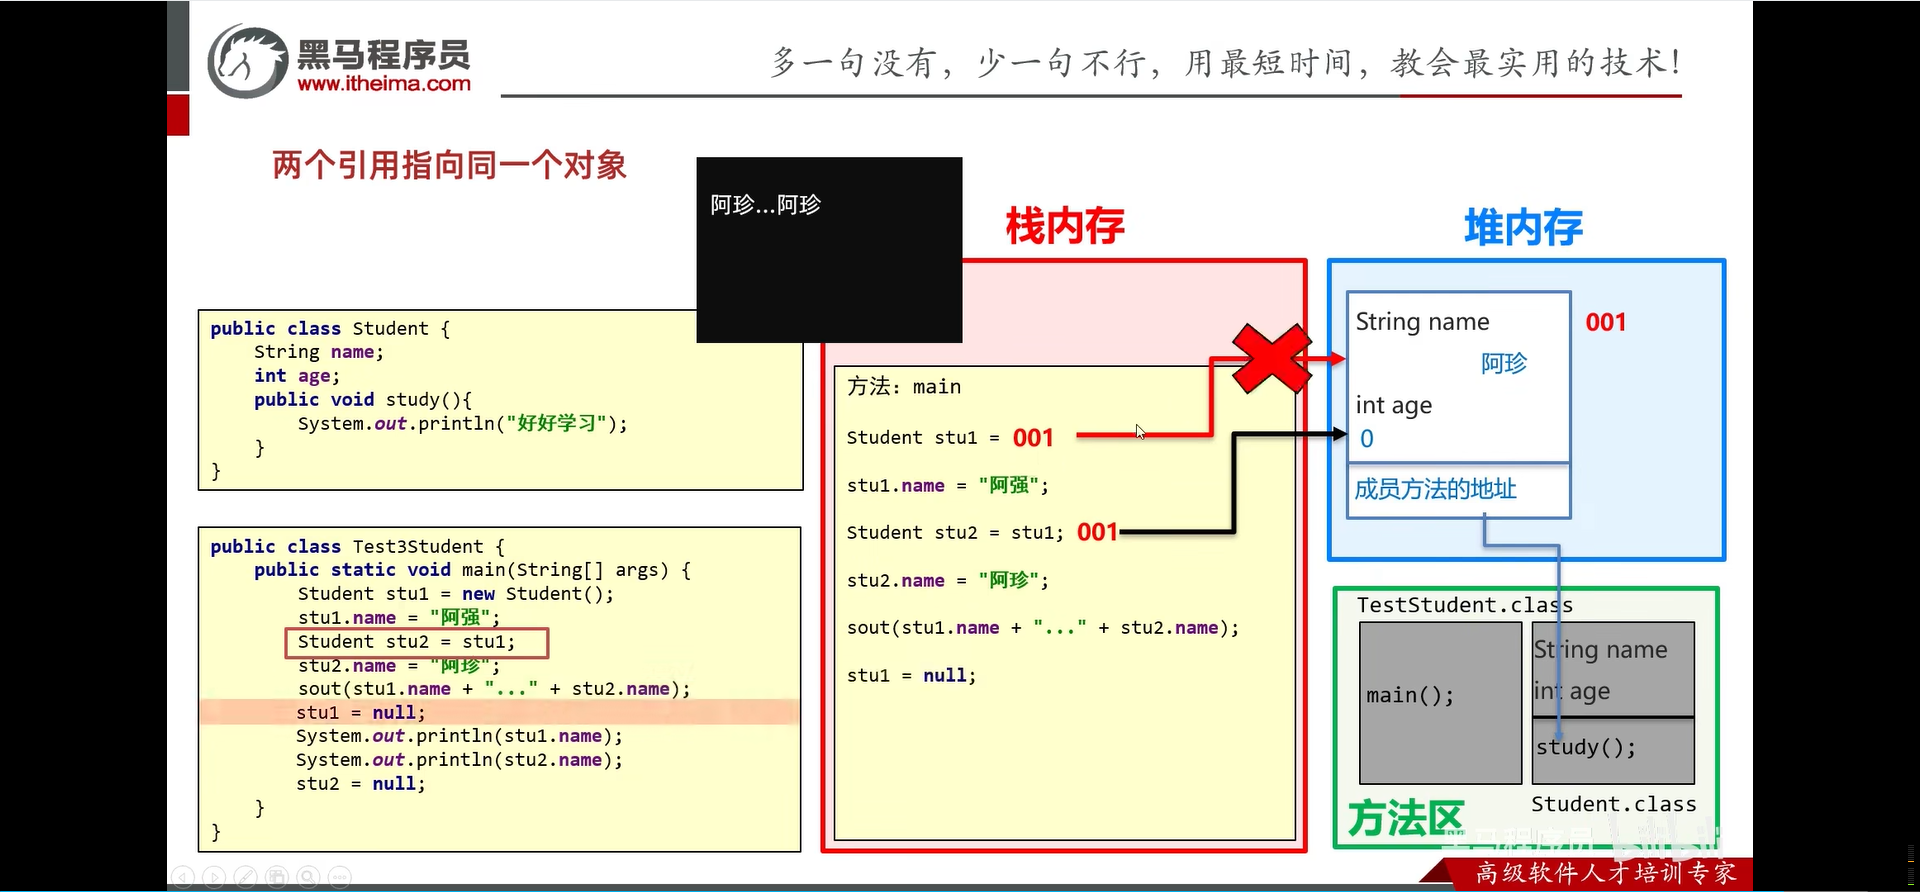 黑马程序员
www.itheima.com
多一句没有，少一句不行，用最短时间，教会最实用的技术！
两个引用指向同一个对象
阿珍...阿珍
栈内存
堆内存
public class Student {
String name;
int age;
public void study(){
System.out.println("好好学习");
}
}
public class Test3Student {
public static void main(String[] args) {
Student stu1 = new Student();
stu1.name = "阿强";
Student stu2 = stu1;
stu2.name = "阿珍";
sout(stu1.name + "..." + stu2.name);
stu1 = null;
System.out.println(stu1.name);
System.out.println(stu2.name);
stu2 = null;
}
}
方法：main
Student stu1 = 001
stu1.name = "阿强";
Student stu2 = stu1; 001
stu2.name = "阿珍";
sout(stu1.name + "..." + stu2.name);
stu1 = null;
String name
001
阿珍
int age
0
成员方法的地址
TestStudent.class
main();
String name
int age
study();
Student.class
方法区
黑马程序员 bilibili
高级软件人才培训专家